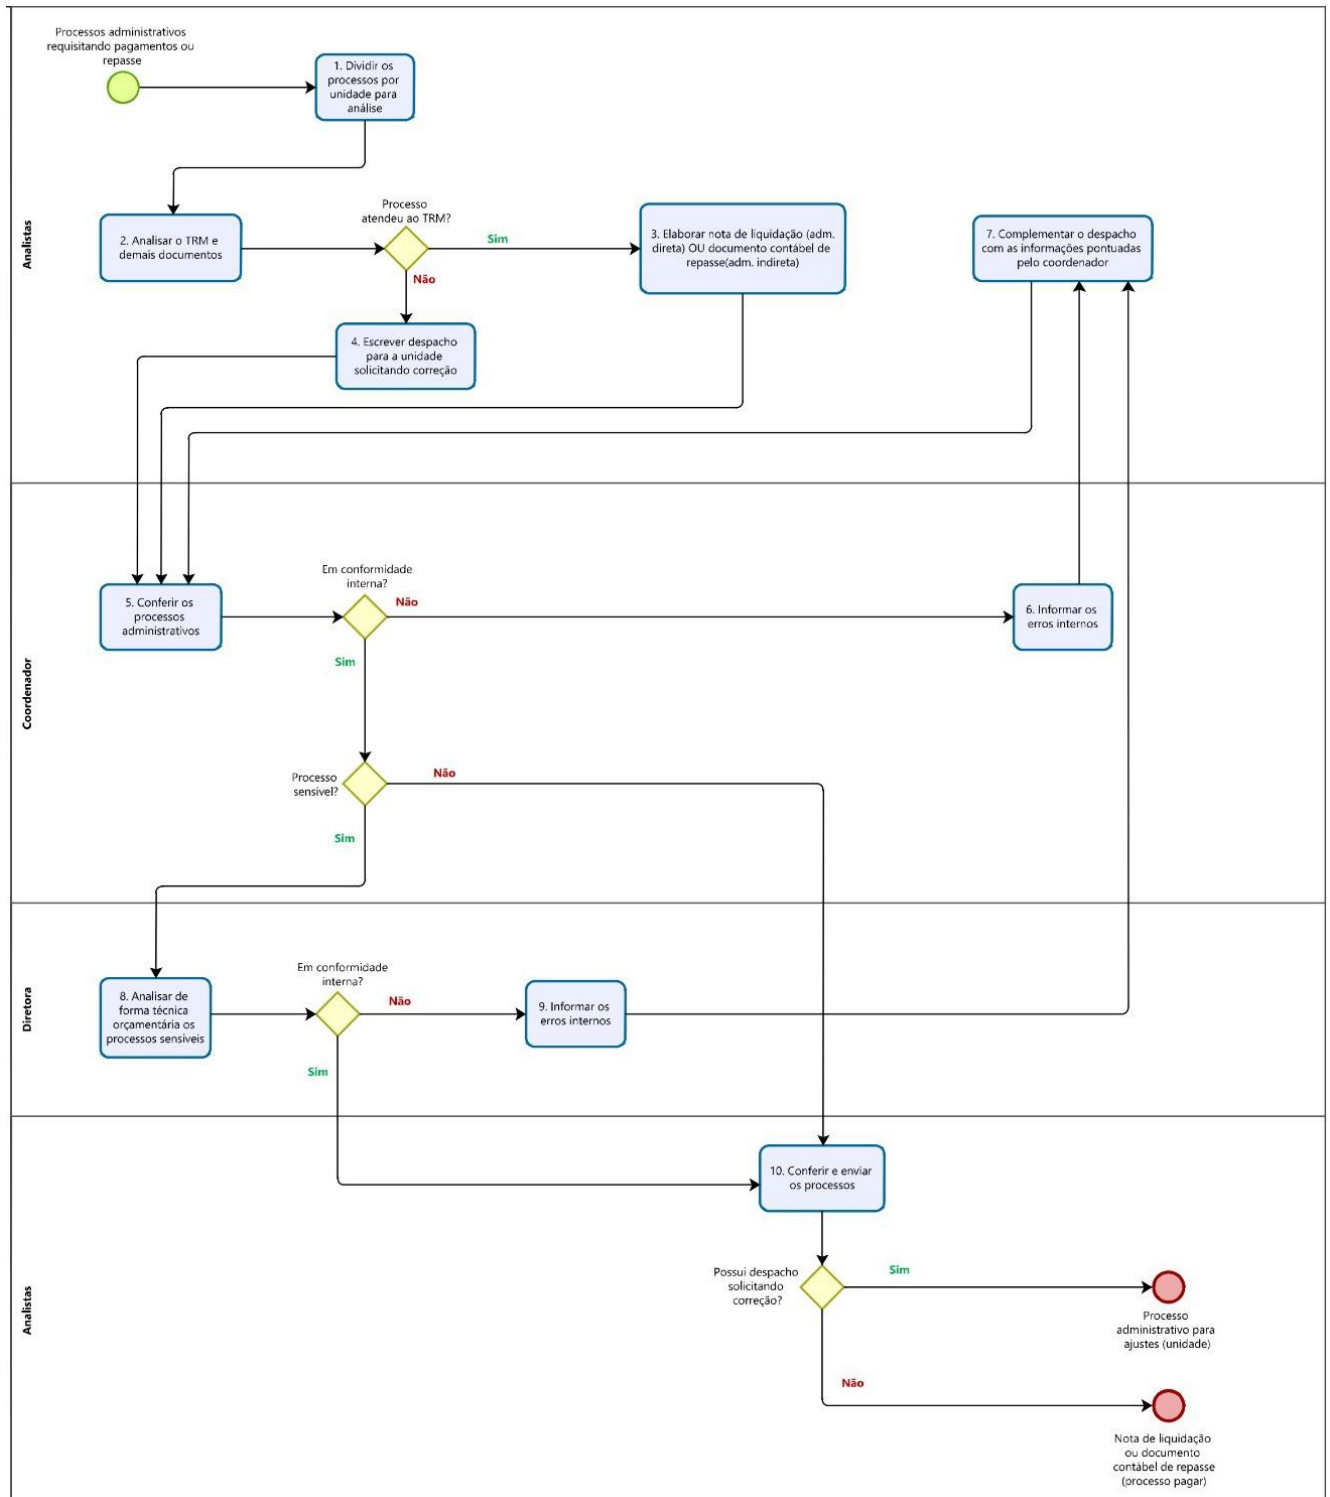 Processos administrativos
requisitando pagamentos ou
repasse
1. Dividir os
processos por
unidade para
análise
Analistas
2. Analisar o TRM e
demais documentos
Processo
atendeu ao TRM?
Sim
Não
3. Elaborar nota de liquidação (adm.
direta) OU documento contábel de
repasse(adm. indireta)
7. Complementar o despacho
com as informações pontuadas
pelo coordenador
4. Escrever despacho
para a unidade
solicitando correção
Coordenador
5. Conferir os
processos
administrativos
Em conformidade
interna?
Não
Sim
6. Informar os
erros internos
Processo
sensível?
Não
Sim
Diretora
8. Analisar de
forma técnica
orçamentária os
processos sensiveis
Em conformidade
interna?
Não
Sim
9. Informar os
erros internos
Analistas
10. Conferir e enviar
os processos
Possui despacho
solicitando
correção?
Sim
Não
Processo
administrativo para
ajustes (unidade)
Nota de liquidação
ou documento
contábel de repasse
(processo pagar)